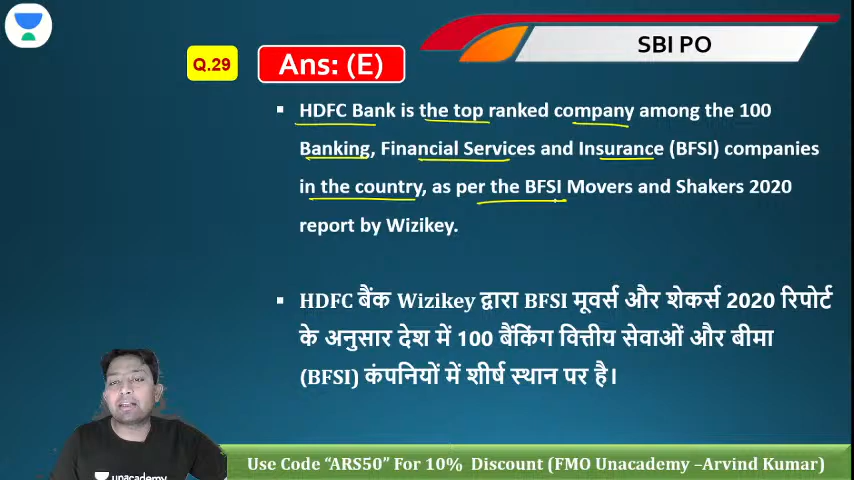 SBI PO
Q.29
Ans: (E)
▪ HDFC Bank is the top ranked company among the 100
Banking, Financial Services and Insurance (BFSI) companies
in the country, as per the BFSI Movers and Shakers 2020
report by Wizikey.
▪ HDFC बैंक Wizikey द्वारा BFSI मूवर्स और शेकर्स 2020 रिपोर्ट
के अनुसार देश में 100 बैंकिंग वित्तीय सेवाओं और बीमा
(BFSI) कंपनियों में शीर्ष स्थान पर है।
unacademy
Use Code “ARS50” For 10% Discount (FMO Unacademy –Arvind Kumar)